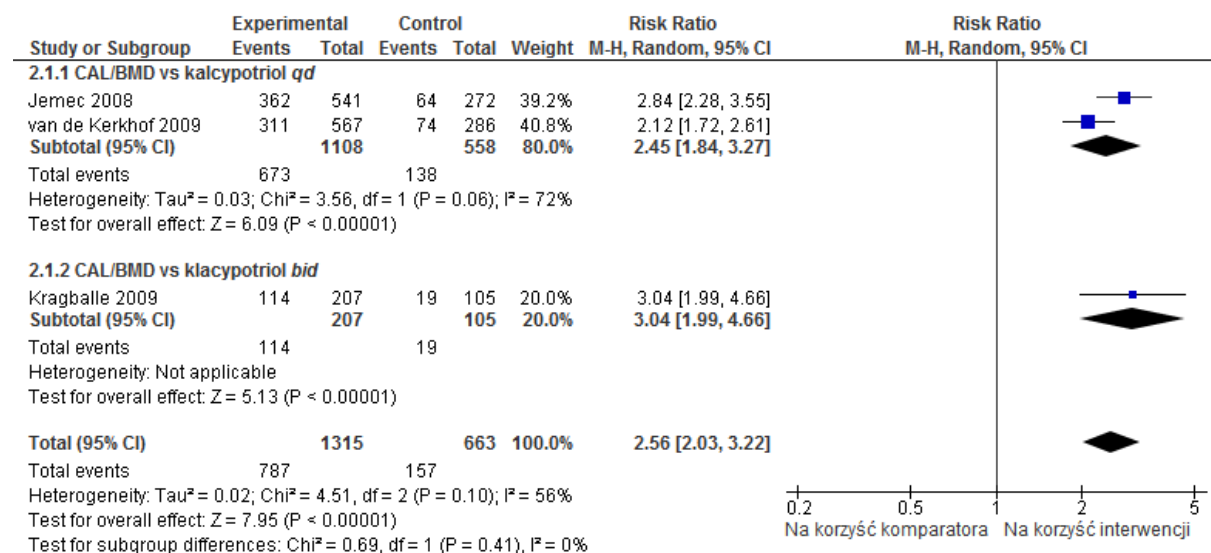 Experimental Control Risk Ratio Risk Ratio
Study or Subgroup Events Total Events Total Weight M-H, Random, 95% CI M-H, Random, 95% CI
2.1.1 CAL/BMD vs kalcypotriol qd
Jemec 2008 362 541 64 272 39.2% 2.84 [2.28, 3.55]
van de Kerkhof 2009 311 567 74 286 40.8% 2.12 [1.72, 2.61]
Subtotal (95% CI) 1108 558 80.0% 2.45 [1.84, 3.27]
Total events 673 138
Heterogeneity: Tau² = 0.03; Chi² = 3.56, df = 1 (P = 0.06); I² = 72%
Test for overall effect: Z = 6.09 (P < 0.00001)
2.1.2 CAL/BMD vs klacypotriol bid
Kragballe 2009 114 207 19 105 20.0% 3.04 [1.99, 4.66]
Subtotal (95% CI) 207 105 20.0% 3.04 [1.99, 4.66]
Total events 114 19
Heterogeneity: Not applicable
Test for overall effect: Z = 5.13 (P < 0.00001)
Total (95% CI) 1315 663 100.0% 2.56 [2.03, 3.22]
Total events 787 157
Heterogeneity: Tau² = 0.02; Chi² = 4.51, df = 2 (P = 0.10); I² = 56%
Test for overall effect: Z = 7.95 (P < 0.00001)
Test for subgroup differences: Chi² = 0.69, df = 1 (P = 0.41), I² = 0%
0.2 0.5 1 2 5
Na korzyść komparatora Na korzyść interwencji